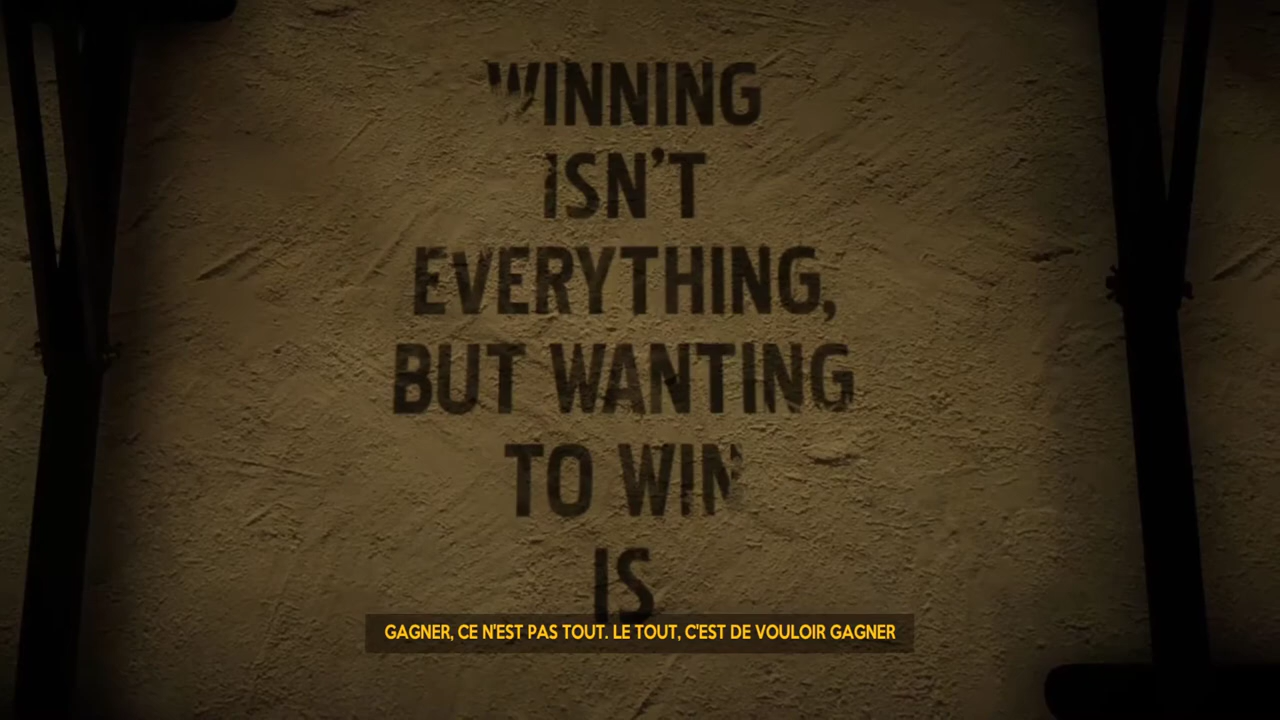 WINNING
ISN'T
EVERYTHING,
BUT WANTING
TO WIN
IS
GAGNER, CE N'EST PAS TOUT. LE TOUT, C'EST DE VOULOIR GAGNER